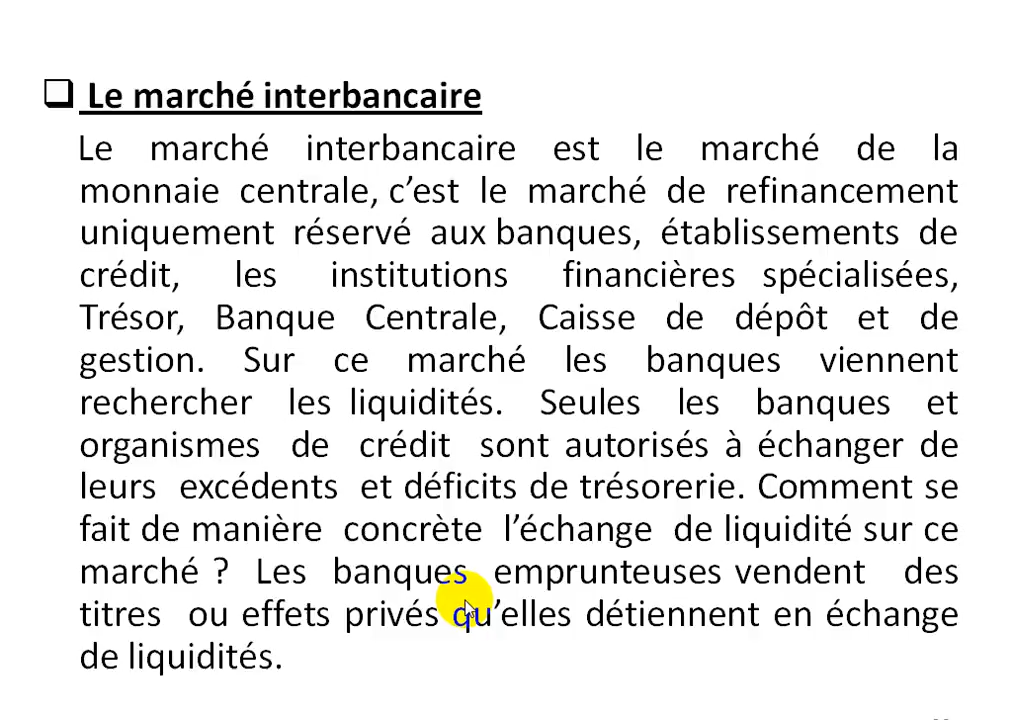 Le marché interbancaire
Le marché interbancaire est le marché de la
monnaie centrale, c’est le marché de refinancement
uniquement réservé aux banques, établissements de
crédit, les institutions financières spécialisées,
Trésor, Banque Centrale, Caisse de dépôt et de
gestion. Sur ce marché les banques viennent
rechercher les liquidités. Seules les banques et
organismes de crédit sont autorisés à échanger de
leurs excédents et déficits de trésorerie. Comment se
fait de manière concrète l’échange de liquidité sur ce
marché ? Les banques emprunteuses vendent des
titres ou effets privés qu’elles détiennent en échange
de liquidités.